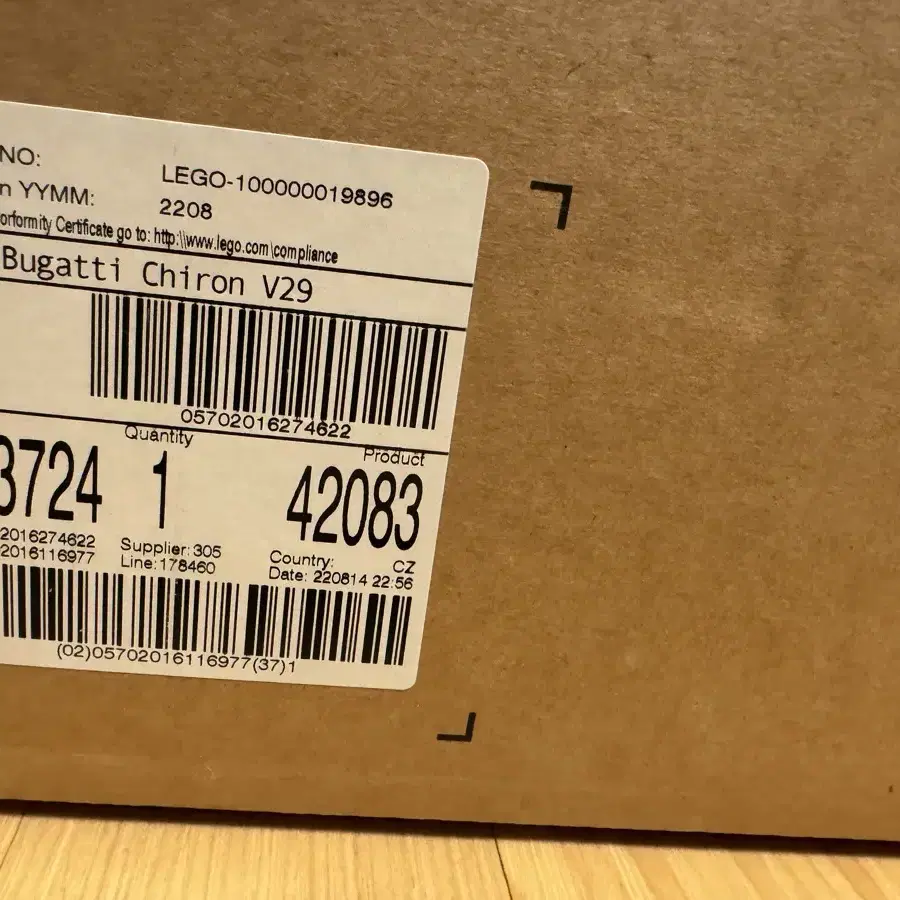 NO: LEGO-100000019896
n YYMM: 2208
onformity Certificate go to: http:\\www.lego.com\compliance
Bugatti Chiron V29
05702016274622
Quantity Product
3724 1 42083
2016274622 Supplier:305 Country: CZ
2016116977 Line:178460 Date: 220814 22:56
(02)05702016116977(37)1